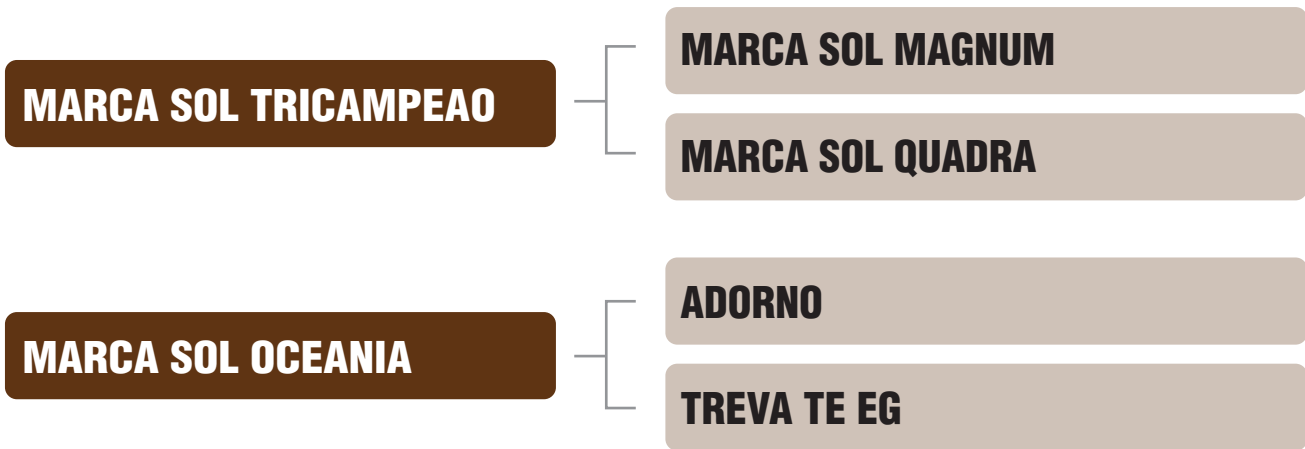 MARCA SOL TRICAMPEAO
MARCA SOL MAGNUM
MARCA SOL QUADRA
MARCA SOL OCEANIA
ADORNO
TREVA TE EG